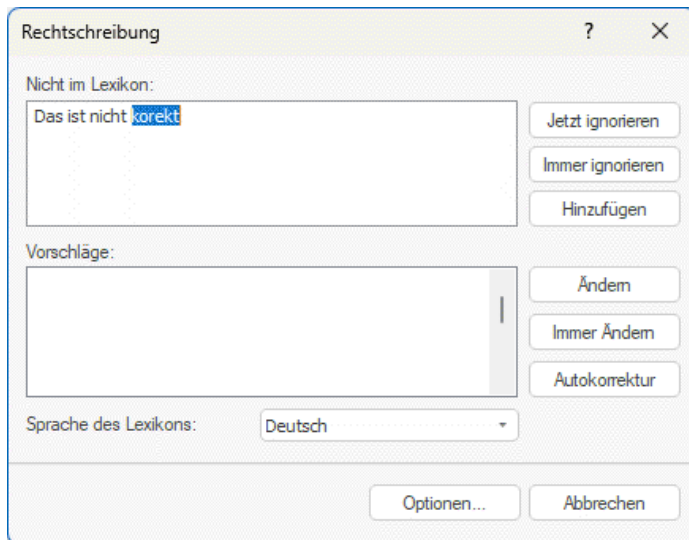 Rechtschreibung ? ✕
Nicht im Lexikon:
Das ist nicht korekt
Jetzt ignorieren
Immer ignorieren
Hinzufügen
Vorschläge:
Ändern
Immer Ändern
Autokorrektur
Sprache des Lexikons: Deutsch
Optionen... Abbrechen